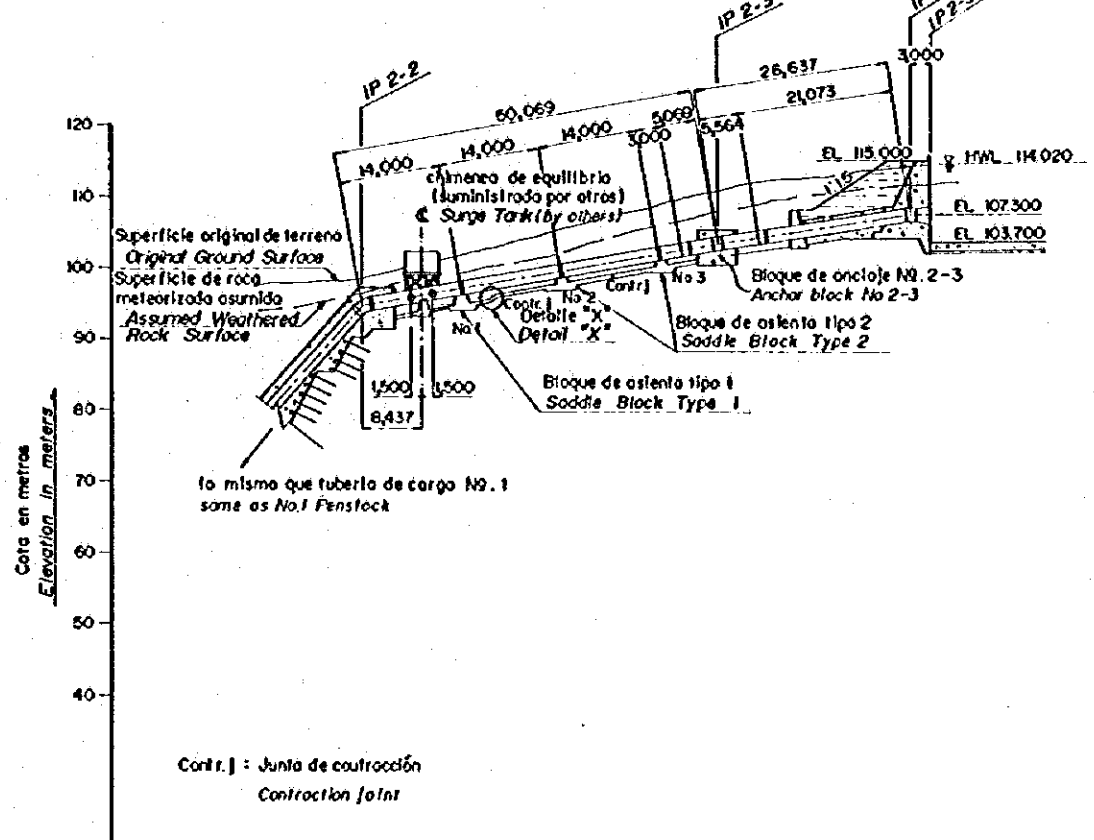 IP 2-2
IP 2-3
3,000
26,637
21,073
50,069
14,000
14,000
14,000
5,069
3,000
5,564
120
110
100
90
80
70
60
50
40
Cota en metros
Elevation in meters
EL 115.000
HWL 114.020
1:1.5
EL 107.300
EL 103.700
chimenea de equilibrio
(suministrado por otros)
℄ Surge Tank (by others)
Superficie original de terreno
Original Ground Surface
Superficie de roca
meteorizada asumida
Assumed Weathered
Rock Surface
No.1
Contr.j
No.2
Contr.j
No.3
Detalle "X"
Detail "X"
Bloque de anclaje Nº. 2-3
Anchor block No 2-3
Bloque de asiento tipo 2
Saddle Block Type 2
Bloque de asiento tipo 1
Saddle Block Type 1
1,500
1,500
8,437
lo mismo que tubería de carga Nº. 1
same as No.1 Penstock
Contr.j : Junta de coutracción
Contraction joint